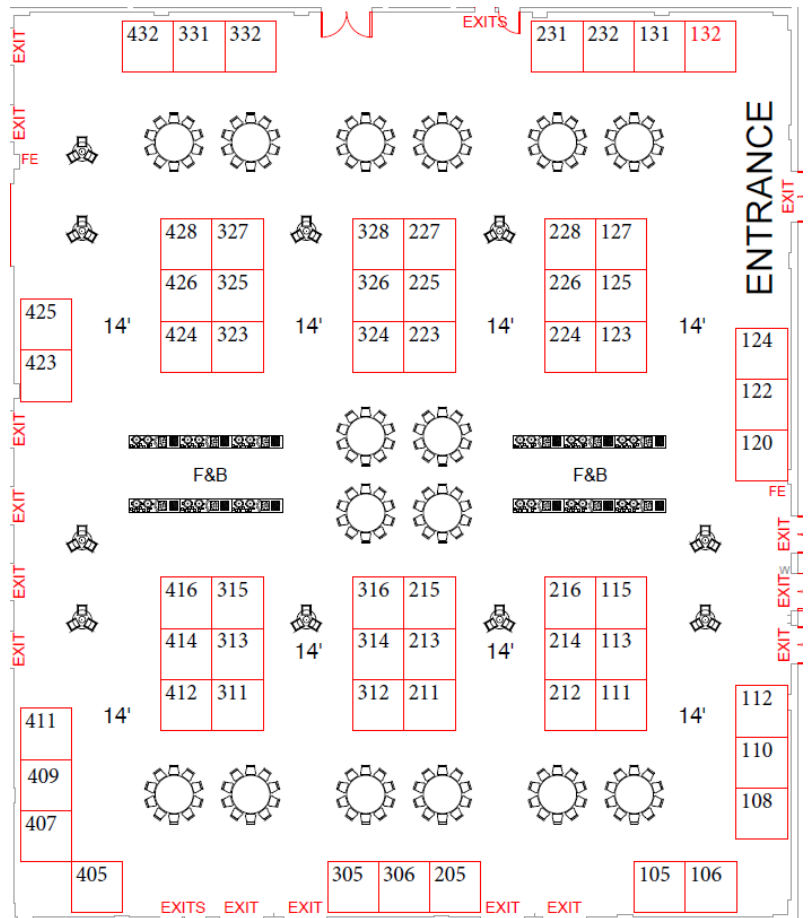 EXITS
432 331 332 231 232 131 132
EXIT
EXIT
FE
ENTRANCE
EXIT
428 327 328 227 228 127
426 325 326 225 226 125
425 14' 14' 14' 14'
424 323 324 223 224 123
124
423
122
EXIT
120
F&B F&B
FE
EXIT
EXIT
W
EXIT
EXIT
416 315 316 215 216 115
414 313 314 213 214 113
EXIT
EXIT
14' 14'
412 311 312 211 212 111
112
411 14' 14'
110
409
108
407
405 305 306 205 105 106
EXITS EXIT EXIT EXIT EXIT